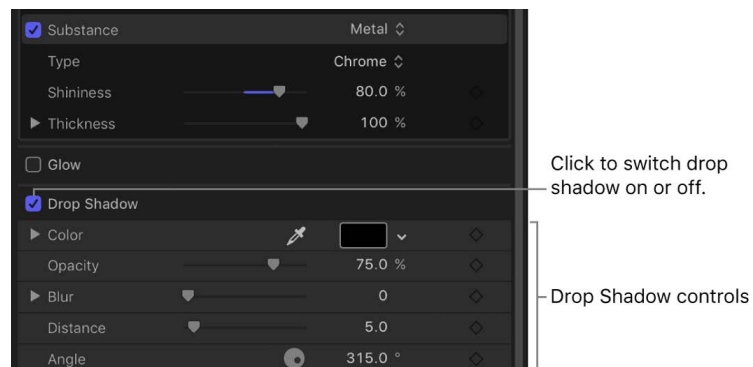 Substance Metal
Type Chrome
Shininess 80.0 %
Thickness 100 %
Glow
Click to switch drop
shadow on or off.
Drop Shadow
Color
Opacity 75.0 %
Blur 0
Drop Shadow controls
Distance 5.0
Angle 315.0 °